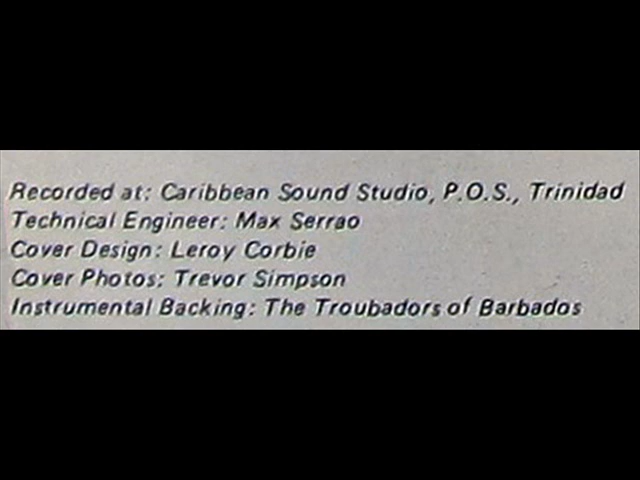 Recorded at: Caribbean Sound Studio, P.O.S., Trinidad
Technical Engineer: Max Serrao
Cover Design: Leroy Corbie
Cover Photos: Trevor Simpson
Instrumental Backing: The Troubadors of Barbados